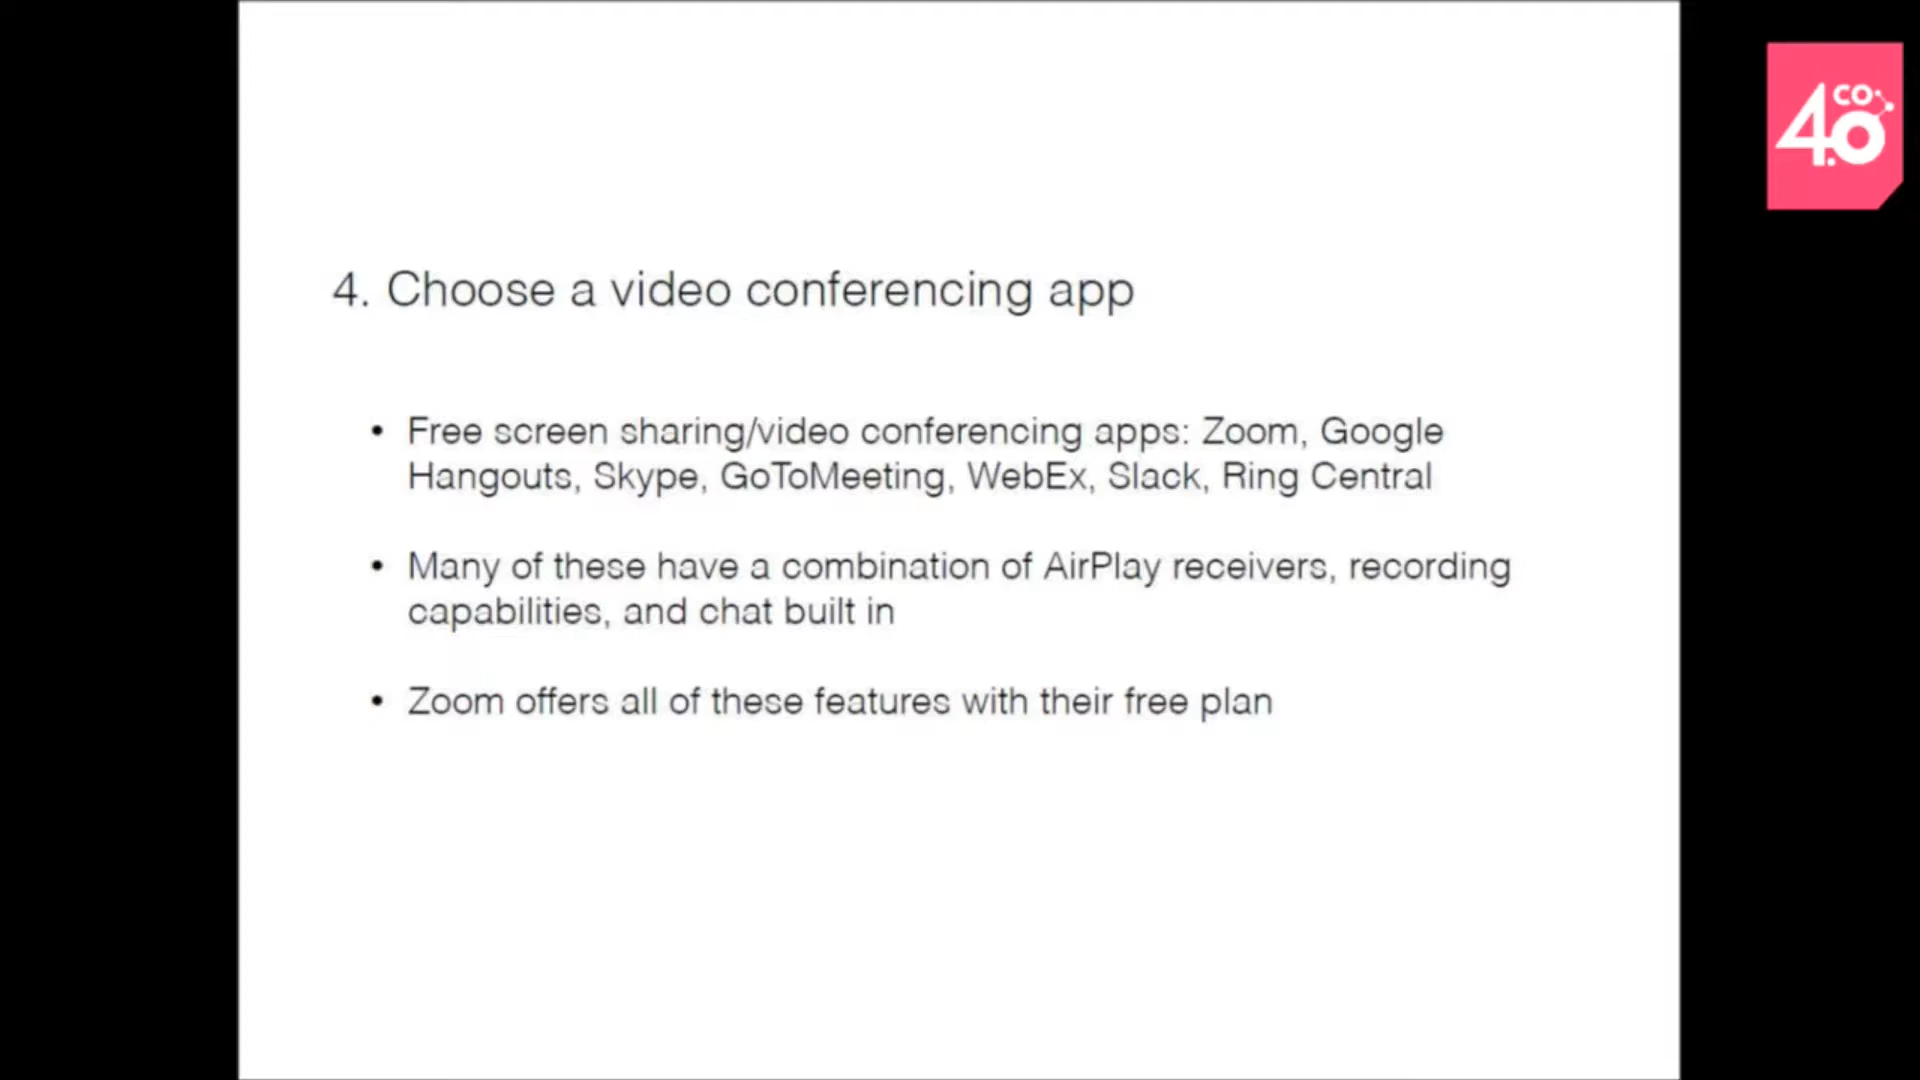 CO
4.0
4. Choose a video conferencing app
• Free screen sharing/video conferencing apps: Zoom, Google
Hangouts, Skype, GoToMeeting, WebEx, Slack, Ring Central
• Many of these have a combination of AirPlay receivers, recording
capabilities, and chat built in
• Zoom offers all of these features with their free plan